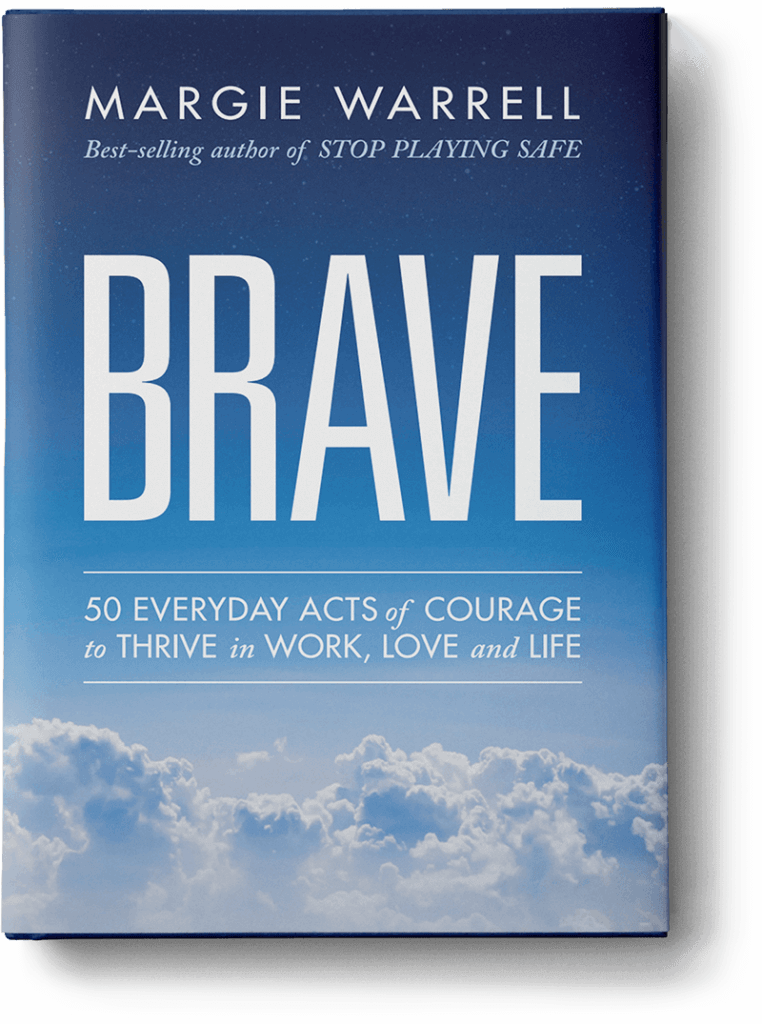 MARGIE WARRELL
Best-selling author of STOP PLAYING SAFE
BRAVE
50 EVERYDAY ACTS of COURAGE
to THRIVE in WORK, LOVE and LIFE